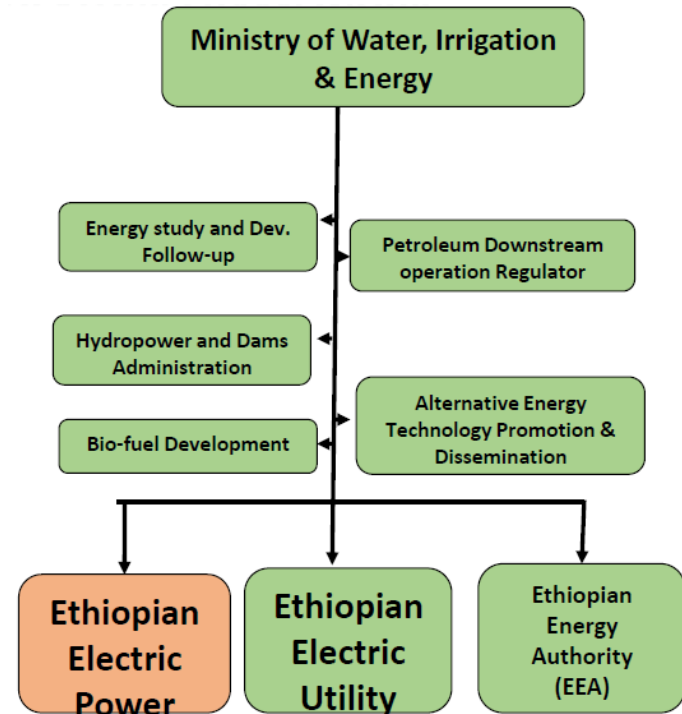 Ministry of Water, Irrigation
& Energy
Energy study and Dev.
Follow-up
Petroleum Downstream
operation Regulator
Hydropower and Dams
Administration
Alternative Energy
Technology Promotion &
Dissemination
Bio-fuel Development
Ethiopian
Electric
Power
Ethiopian
Electric
Utility
Ethiopian
Energy
Authority
(EEA)